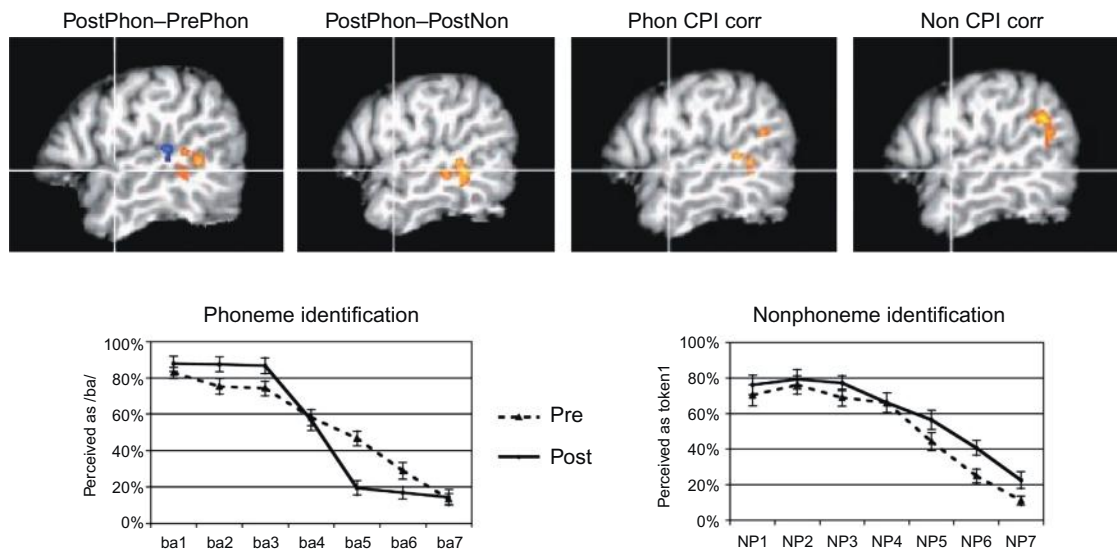 PostPhon–PrePhon
PostPhon–PostNon
Phon CPI corr
Non CPI corr
Phoneme identification
100%
80%
60%
40%
20%
0%
Perceived as /ba/
ba1 ba2 ba3 ba4 ba5 ba6 ba7
Pre
Post
Nonphoneme identification
100%
80%
60%
40%
20%
0%
Perceived as token1
NP1 NP2 NP3 NP4 NP5 NP6 NP7